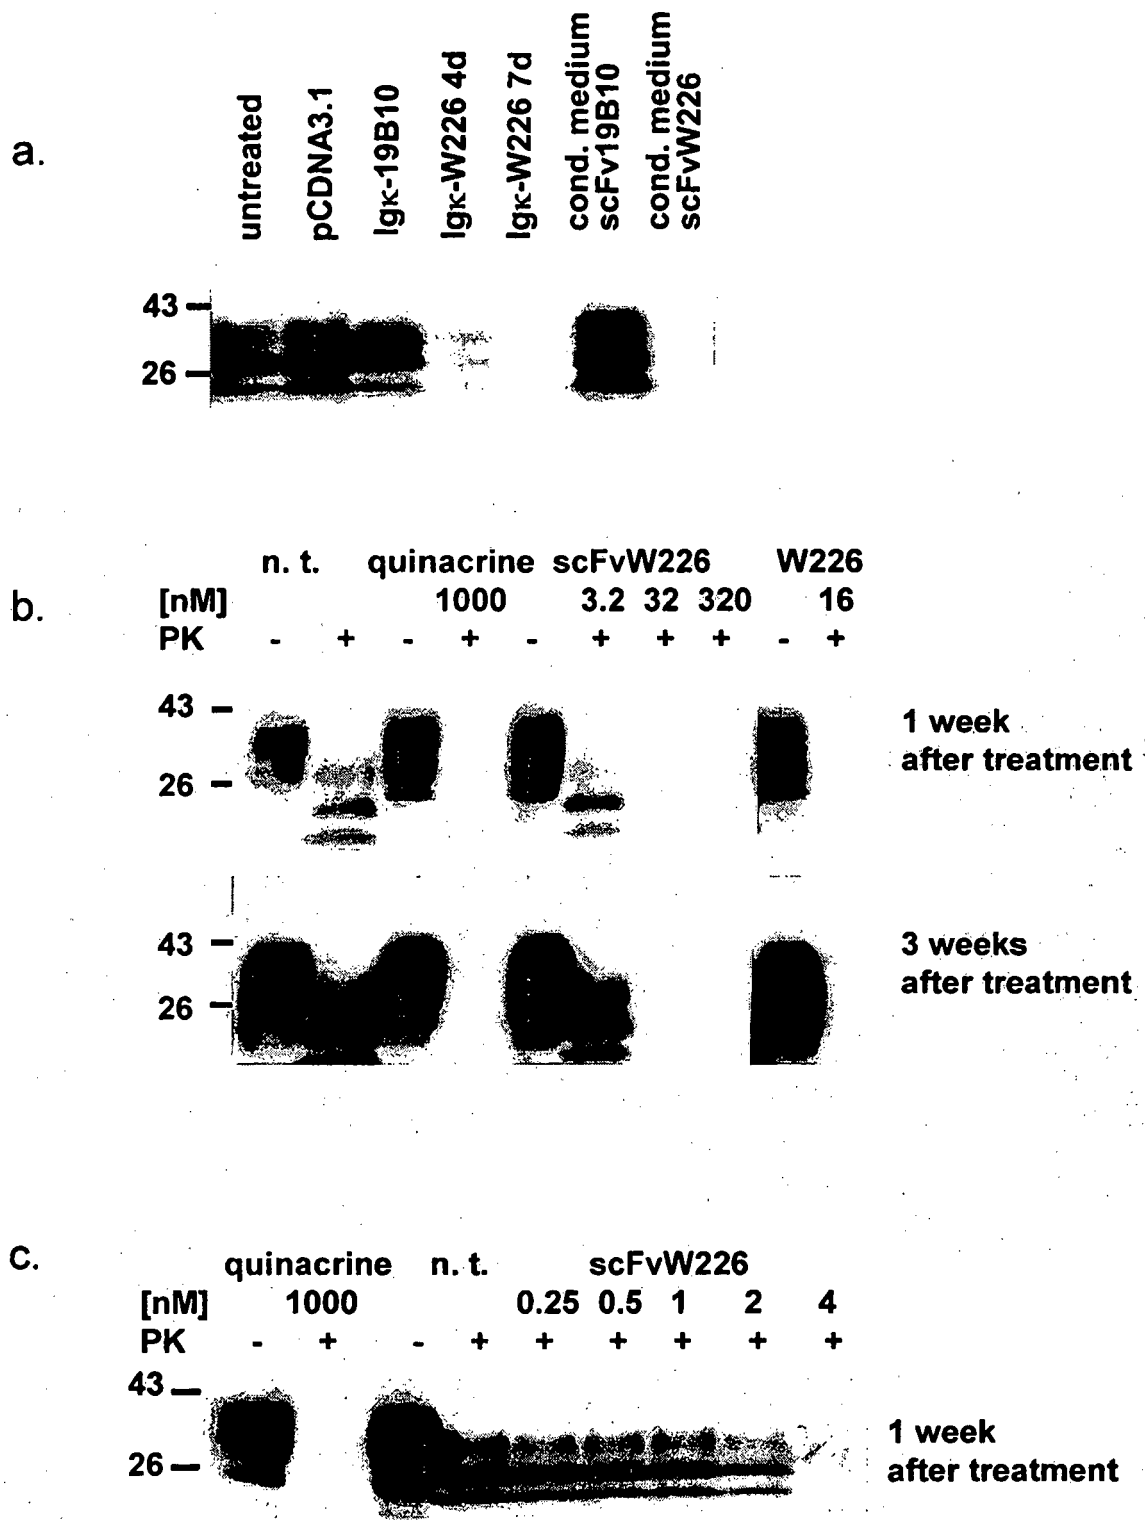 a.
untreated
pCDNA3.1
Igκ-19B10
Igκ-W226 4d
Igκ-W226 7d
cond. medium
scFv19B10
cond. medium
scFvW226
43
26
b.
n. t. quinacrine scFvW226 W226
[nM] 1000 3.2 32 320 16
PK - + - + - + + + - +
43
26
1 week
after treatment
43
26
3 weeks
after treatment
c.
quinacrine n. t. scFvW226
[nM] 1000 0.25 0.5 1 2 4
PK - + - + + + + + +
43
26
1 week
after treatment